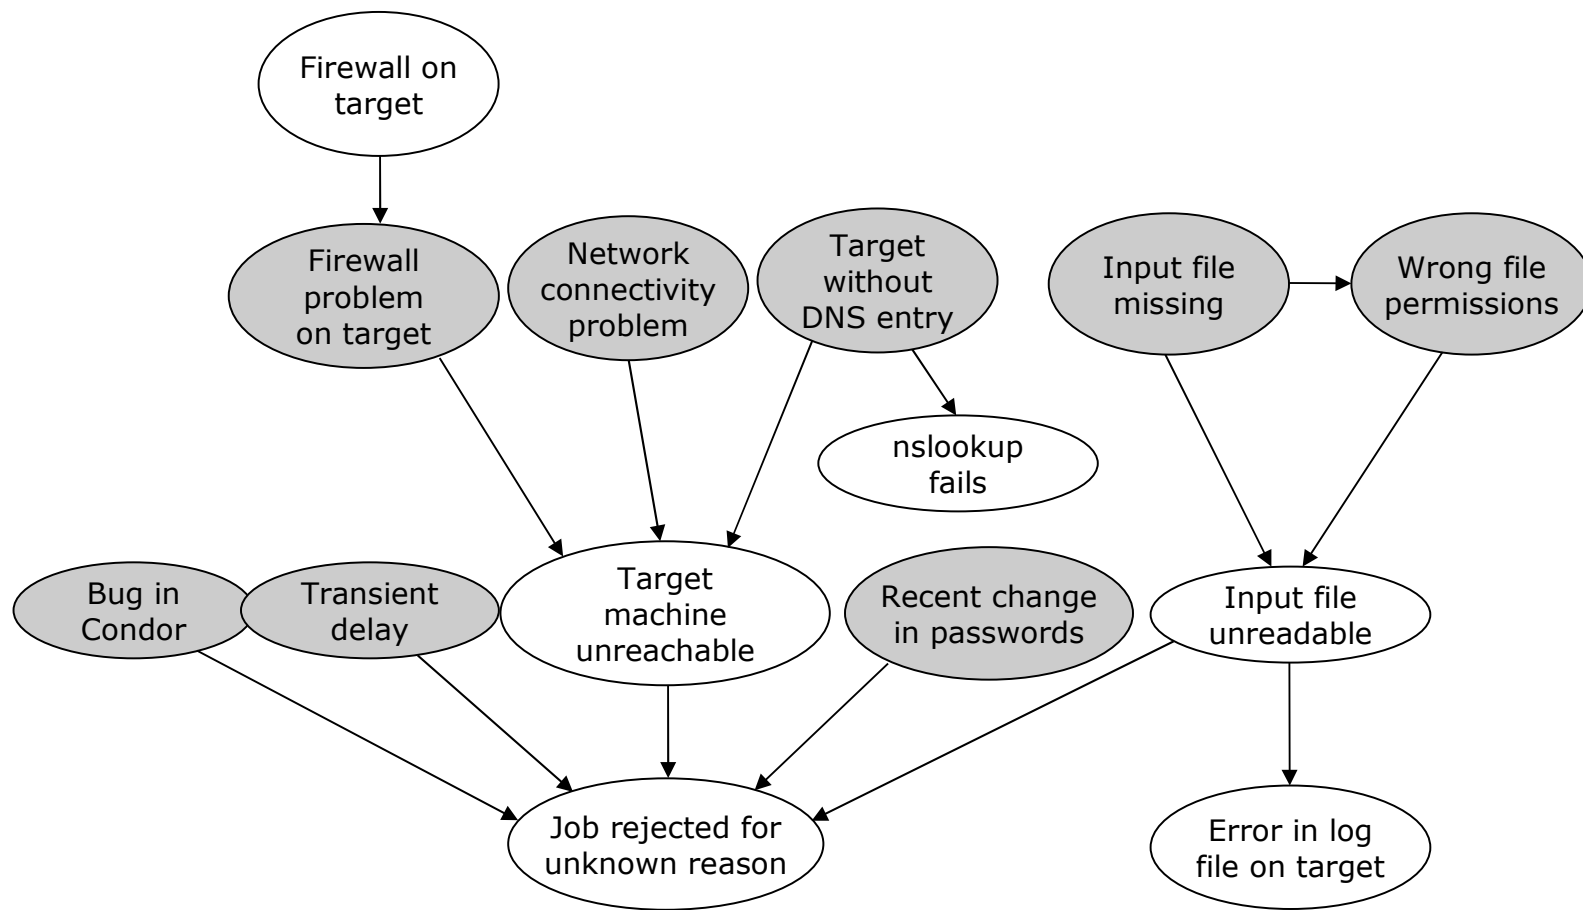 Firewall on
target
Firewall
problem
on target
Network
connectivity
problem
Target
without
DNS entry
Input file
missing
Wrong file
permissions
nslookup
fails
Bug in
Condor
Transient
delay
Target
machine
unreachable
Recent change
in passwords
Input file
unreadable
Job rejected for
unknown reason
Error in log
file on target